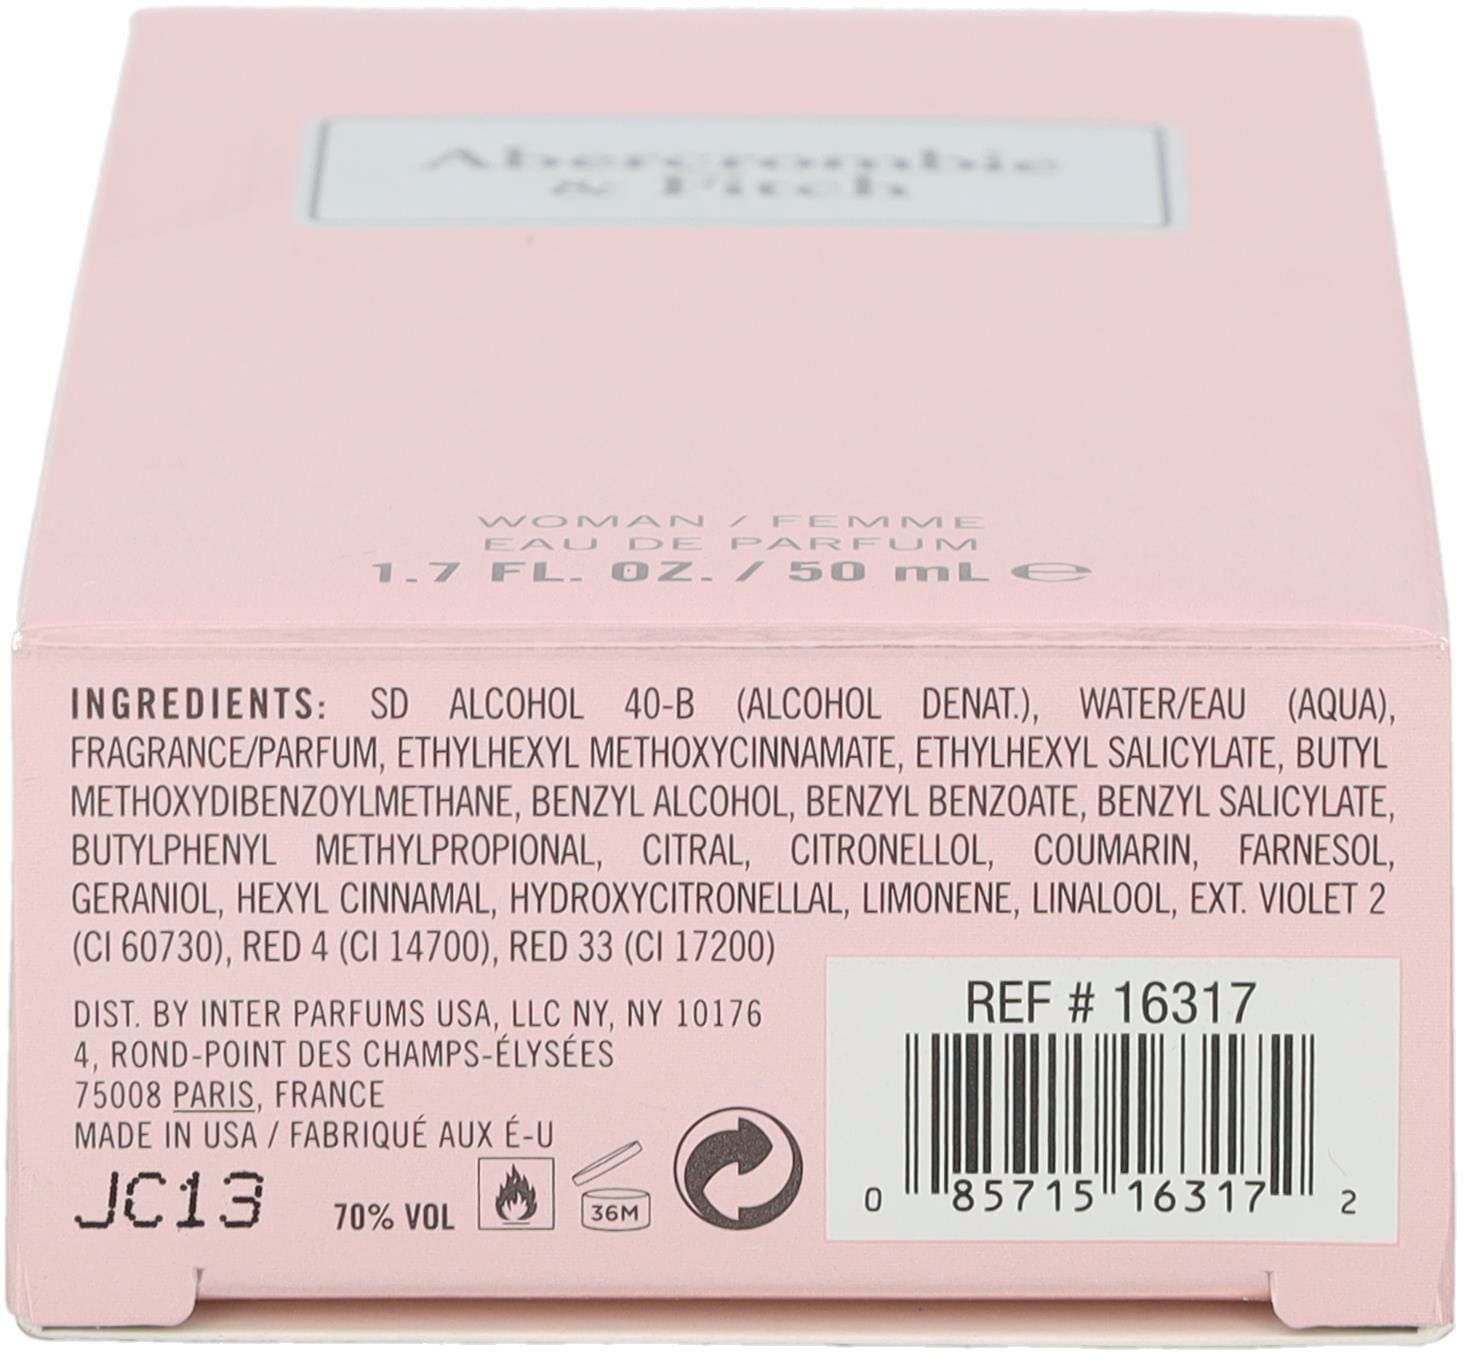 Abercrombie
& Fitch
WOMAN / FEMME
EAU DE PARFUM
1.7 FL. OZ. / 50 mL ℮
INGREDIENTS: SD ALCOHOL 40-B (ALCOHOL DENAT.), WATER/EAU (AQUA),
FRAGRANCE/PARFUM, ETHYLHEXYL METHOXYCINNAMATE, ETHYLHEXYL SALICYLATE, BUTYL
METHOXYDIBENZOYLMETHANE, BENZYL ALCOHOL, BENZYL BENZOATE, BENZYL SALICYLATE,
BUTYLPHENYL METHYLPROPIONAL, CITRAL, CITRONELLOL, COUMARIN, FARNESOL,
GERANIOL, HEXYL CINNAMAL, HYDROXYCITRONELLAL, LIMONENE, LINALOOL, EXT. VIOLET 2
(CI 60730), RED 4 (CI 14700), RED 33 (CI 17200)
DIST. BY INTER PARFUMS USA, LLC NY, NY 10176
4, ROND-POINT DES CHAMPS-ÉLYSÉES
75008 PARIS, FRANCE
MADE IN USA / FABRIQUÉ AUX É-U
JC13
70% VOL
36M
REF # 16317
0 85715 16317 2